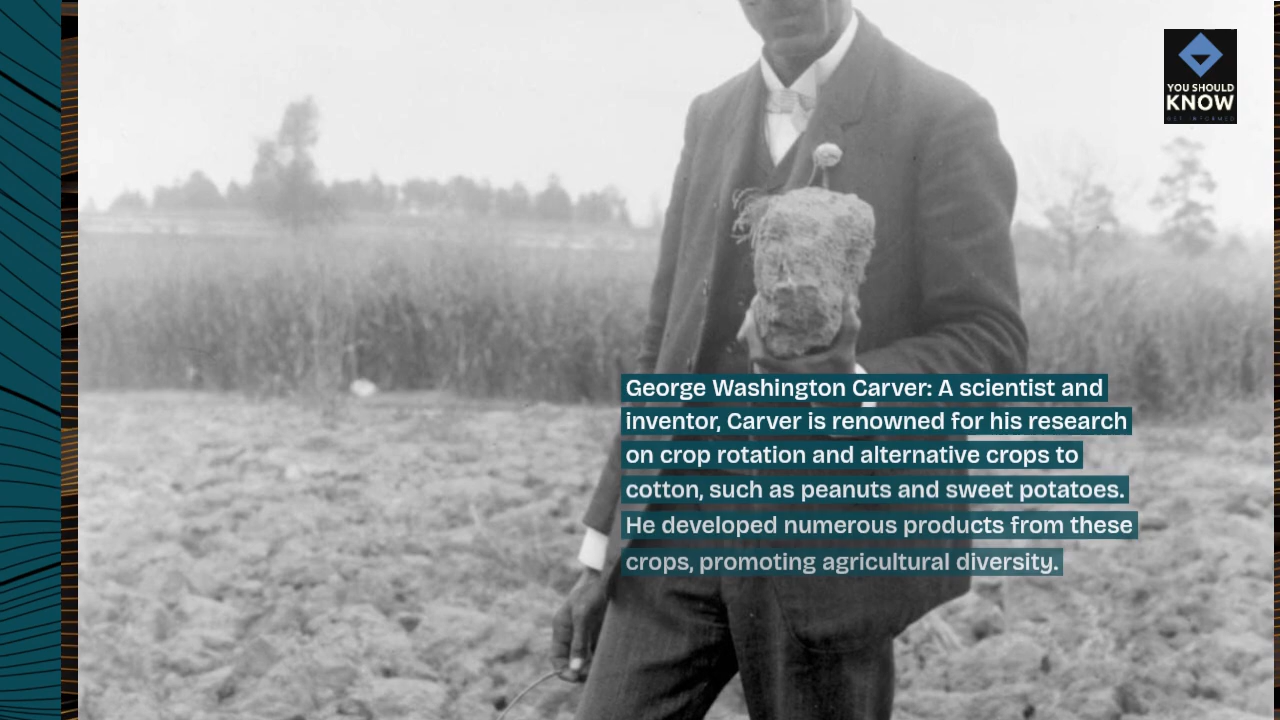 YOU SHOULD
KNOW
GET INFORMED
George Washington Carver: A scientist and
inventor, Carver is renowned for his research
on crop rotation and alternative crops to
cotton, such as peanuts and sweet potatoes.
He developed numerous products from these
crops, promoting agricultural diversity.